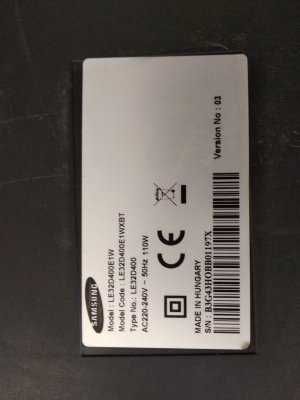 SAMSUNG
Model : LE32D400E1W
Model Code : LE32D400E1WXBT
Type No.: LE32D400
AC220-240V ~ 50Hz 110W
CE
MADE IN HUNGARY
S/N : B3G43HOBB01197X
Version No : 03